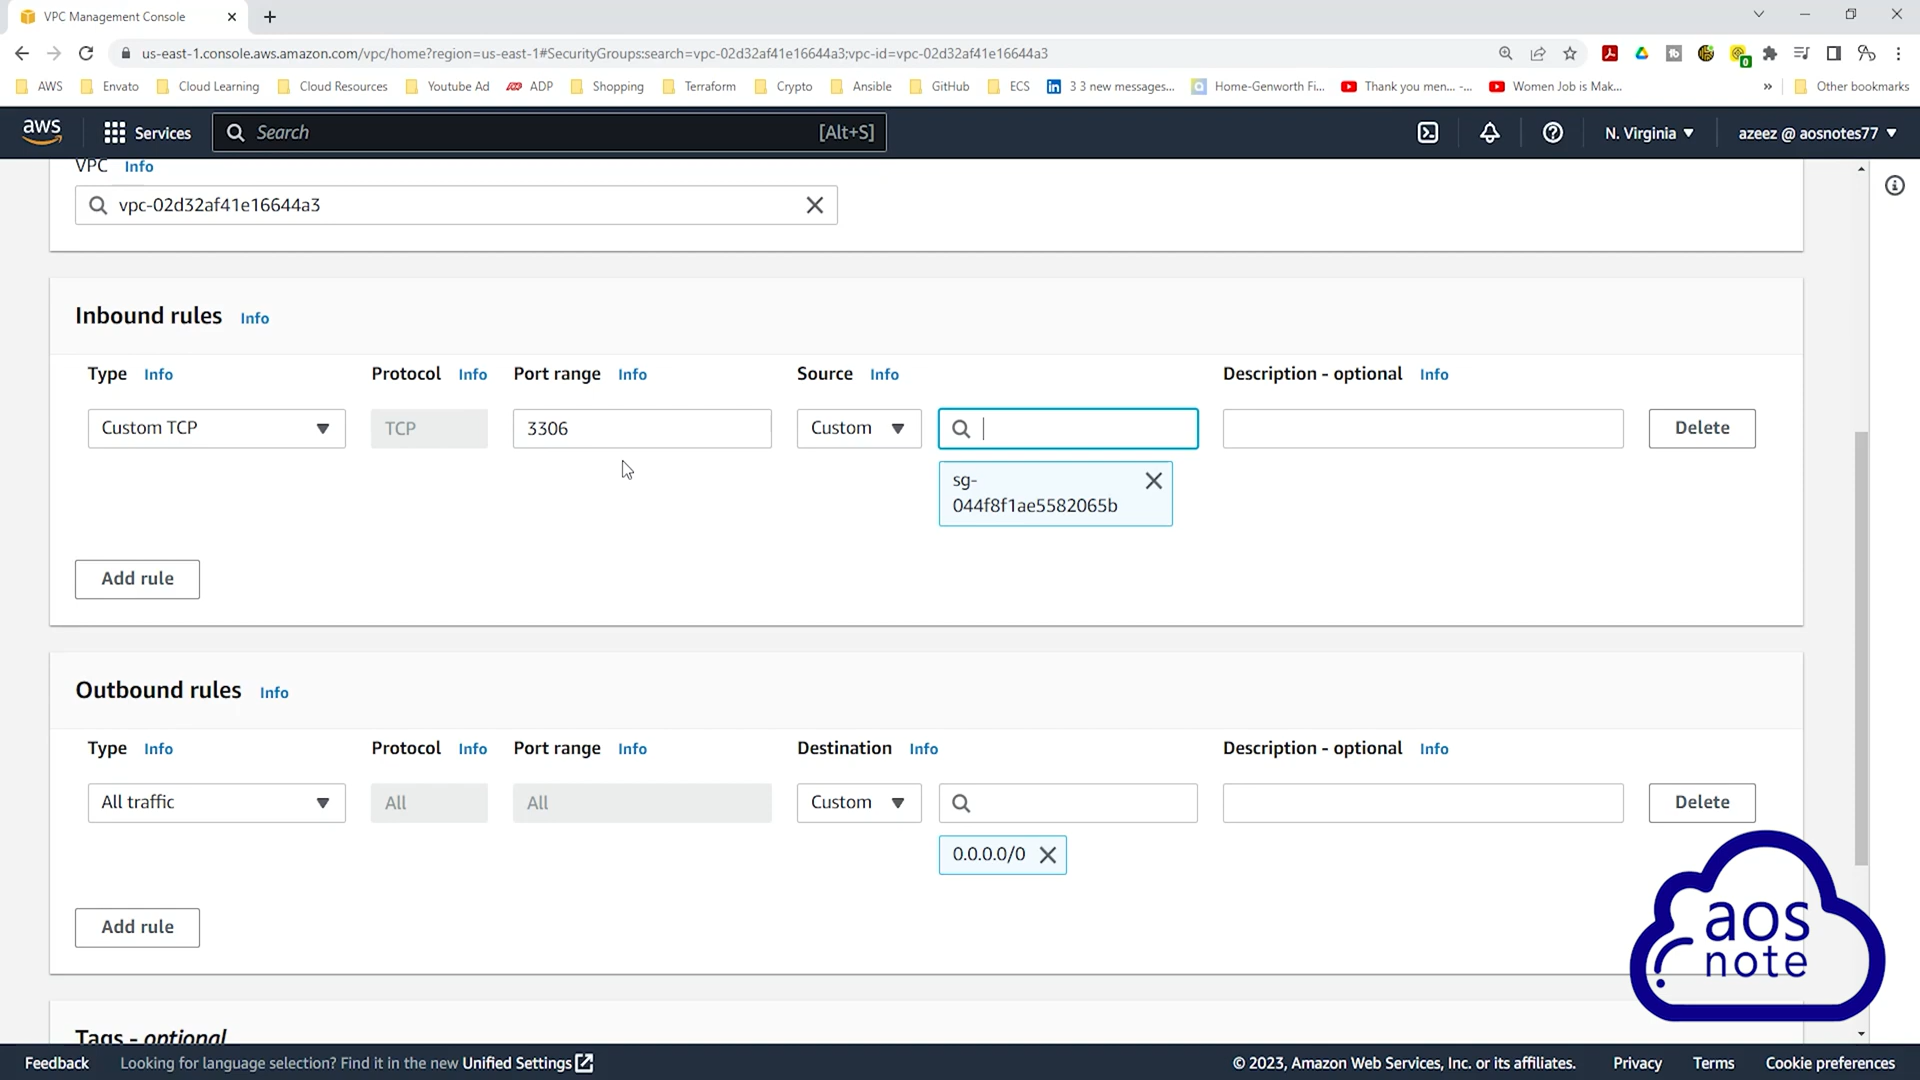 VPC Management Console
us-east-1.console.aws.amazon.com/vpc/home?region=us-east-1#SecurityGroups:search=vpc-02d32af41e16644a3;vpc-id=vpc-02d32af41e16644a3
0
AWS Envato Cloud Learning Cloud Resources Youtube Ad ADP Shopping Terraform Crypto Ansible GitHub ECS 3 3 new messages... Home-Genworth Fi... Thank you men... -... Women Job is Mak... » Other bookmarks
aws Services Search [Alt+S] N. Virginia azeez @ aosnotes77
VPC Info
vpc-02d32af41e16644a3
Inbound rules Info
Type Info Protocol Info Port range Info Source Info Description - optional Info
Custom TCP TCP 3306 Custom Delete
sg-
044f8f1ae5582065b
Add rule
Outbound rules Info
Type Info Protocol Info Port range Info Destination Info Description - optional Info
All traffic All All Custom Delete
0.0.0.0/0
Add rule
aos
note
Tags - optional
Feedback Looking for language selection? Find it in the new Unified Settings © 2023, Amazon Web Services, Inc. or its affiliates. Privacy Terms Cookie preferences